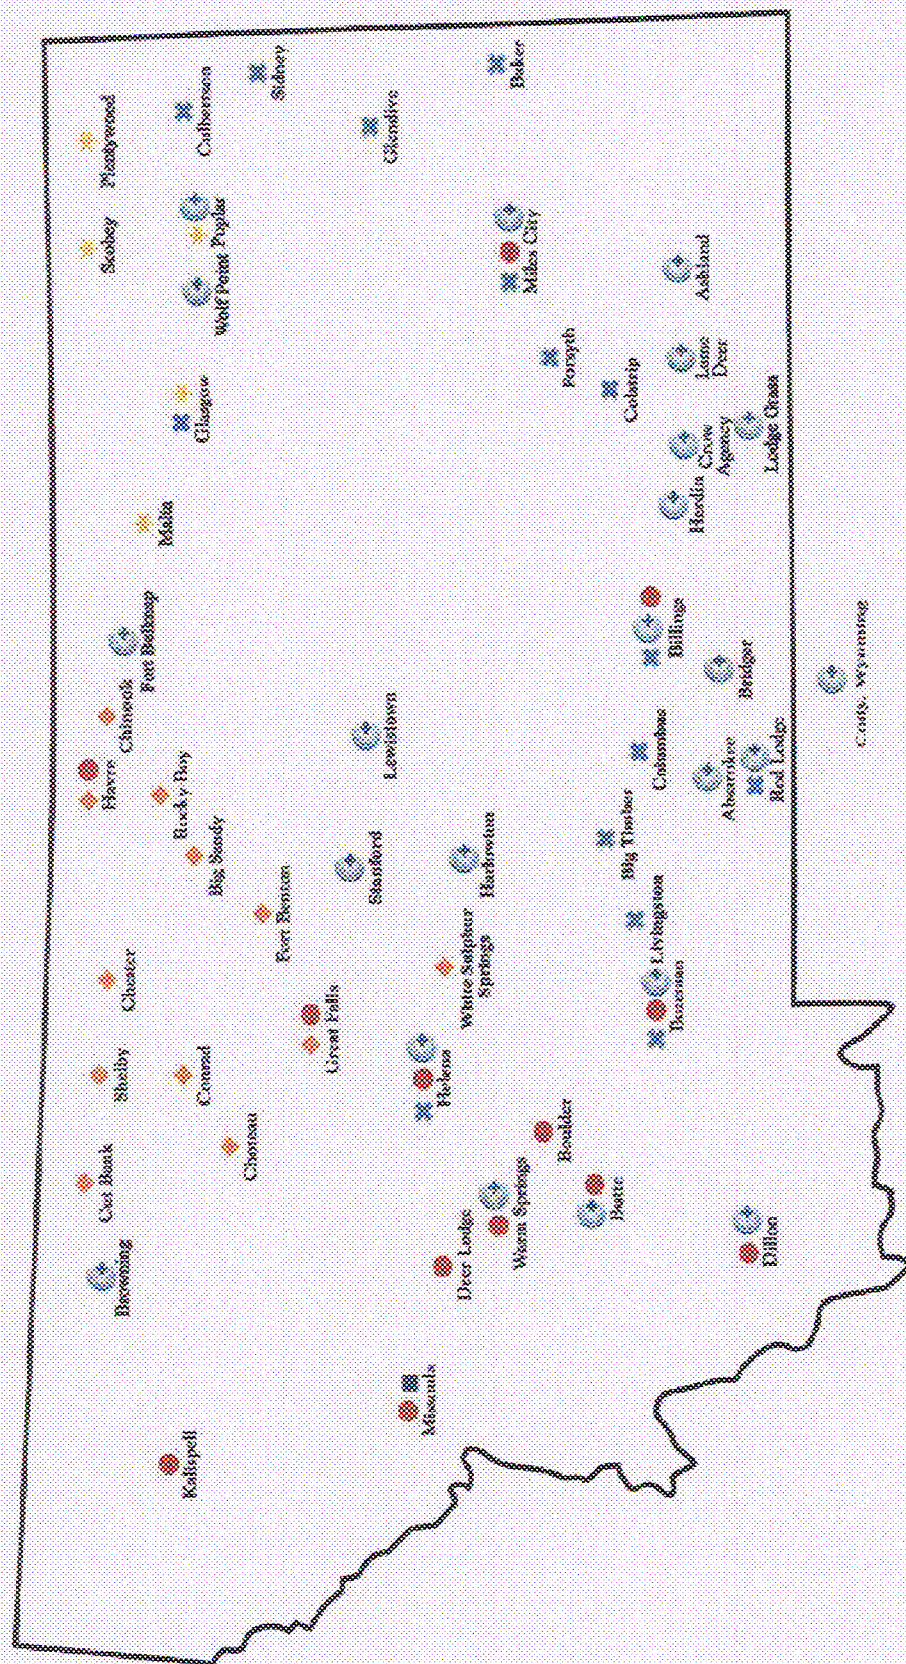 Plentywood
Scobey
Culbertson
Sidney
Poplar
Wolf Point
Glendive
Baker
Glasgow
Miles City
Ashland
Malta
Forsyth
Colstrip
Lame
Deer
Crow
Agency
Lodge Grass
Hardin
Fort Belknap
Chinook
Havre
Rocky Boy
Big Sandy
Fort Benton
Lewistown
Stanford
Harlowton
Billings
Bridger
Columbus
Absarokee
Red Lodge
Cody, Wyoming
Big Timber
Livingston
Bozeman
White Sulphur
Springs
Chester
Shelby
Conrad
Great Falls
Helena
Choteau
Cut Bank
Browning
Boulder
Butte
Warm Springs
Deer Lodge
Dillon
Missoula
Kalispell